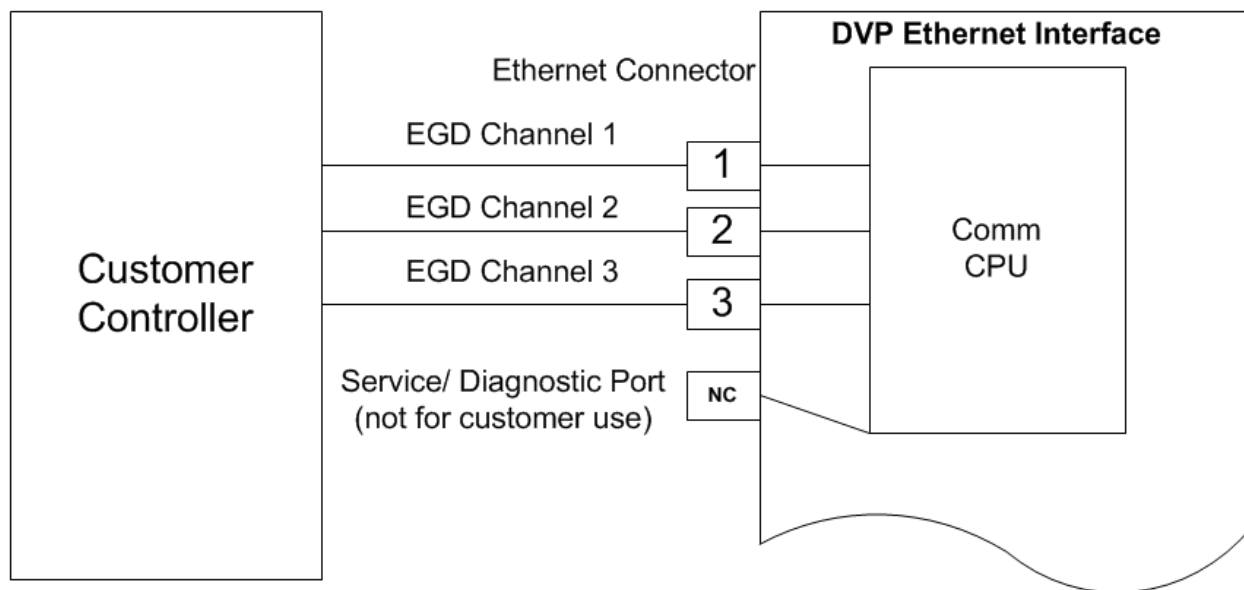 DVP Ethernet Interface
Ethernet Connector
EGD Channel 1
1
EGD Channel 2
2
EGD Channel 3
3
Customer
Controller
Comm
CPU
Service/ Diagnostic Port
(not for customer use)
NC